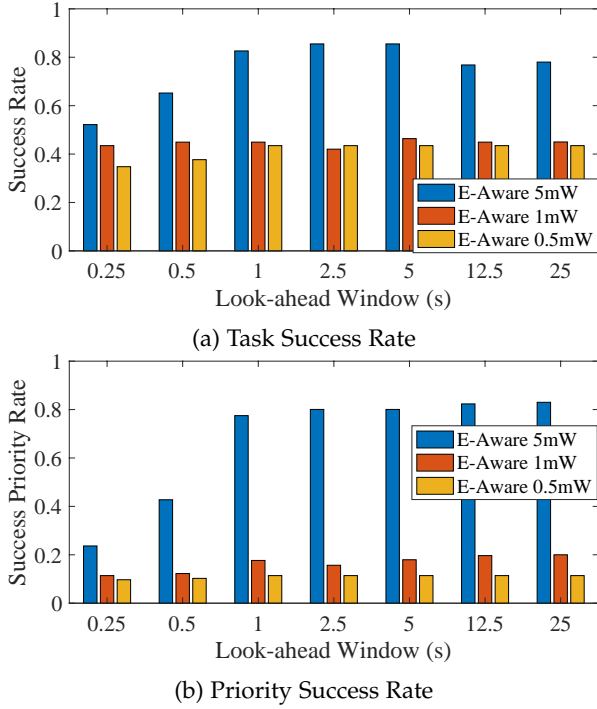 1
0.8
0.6
0.4
0.2
0
Success Rate
E-Aware 5mW
E-Aware 1mW
E-Aware 0.5mW
0.25 0.5 1 2.5 5 12.5 25
Look-ahead Window (s)
(a) Task Success Rate
1
0.8
0.6
0.4
0.2
0
Success Priority Rate
E-Aware 5mW
E-Aware 1mW
E-Aware 0.5mW
0.25 0.5 1 2.5 5 12.5 25
Look-ahead Window (s)
(b) Priority Success Rate